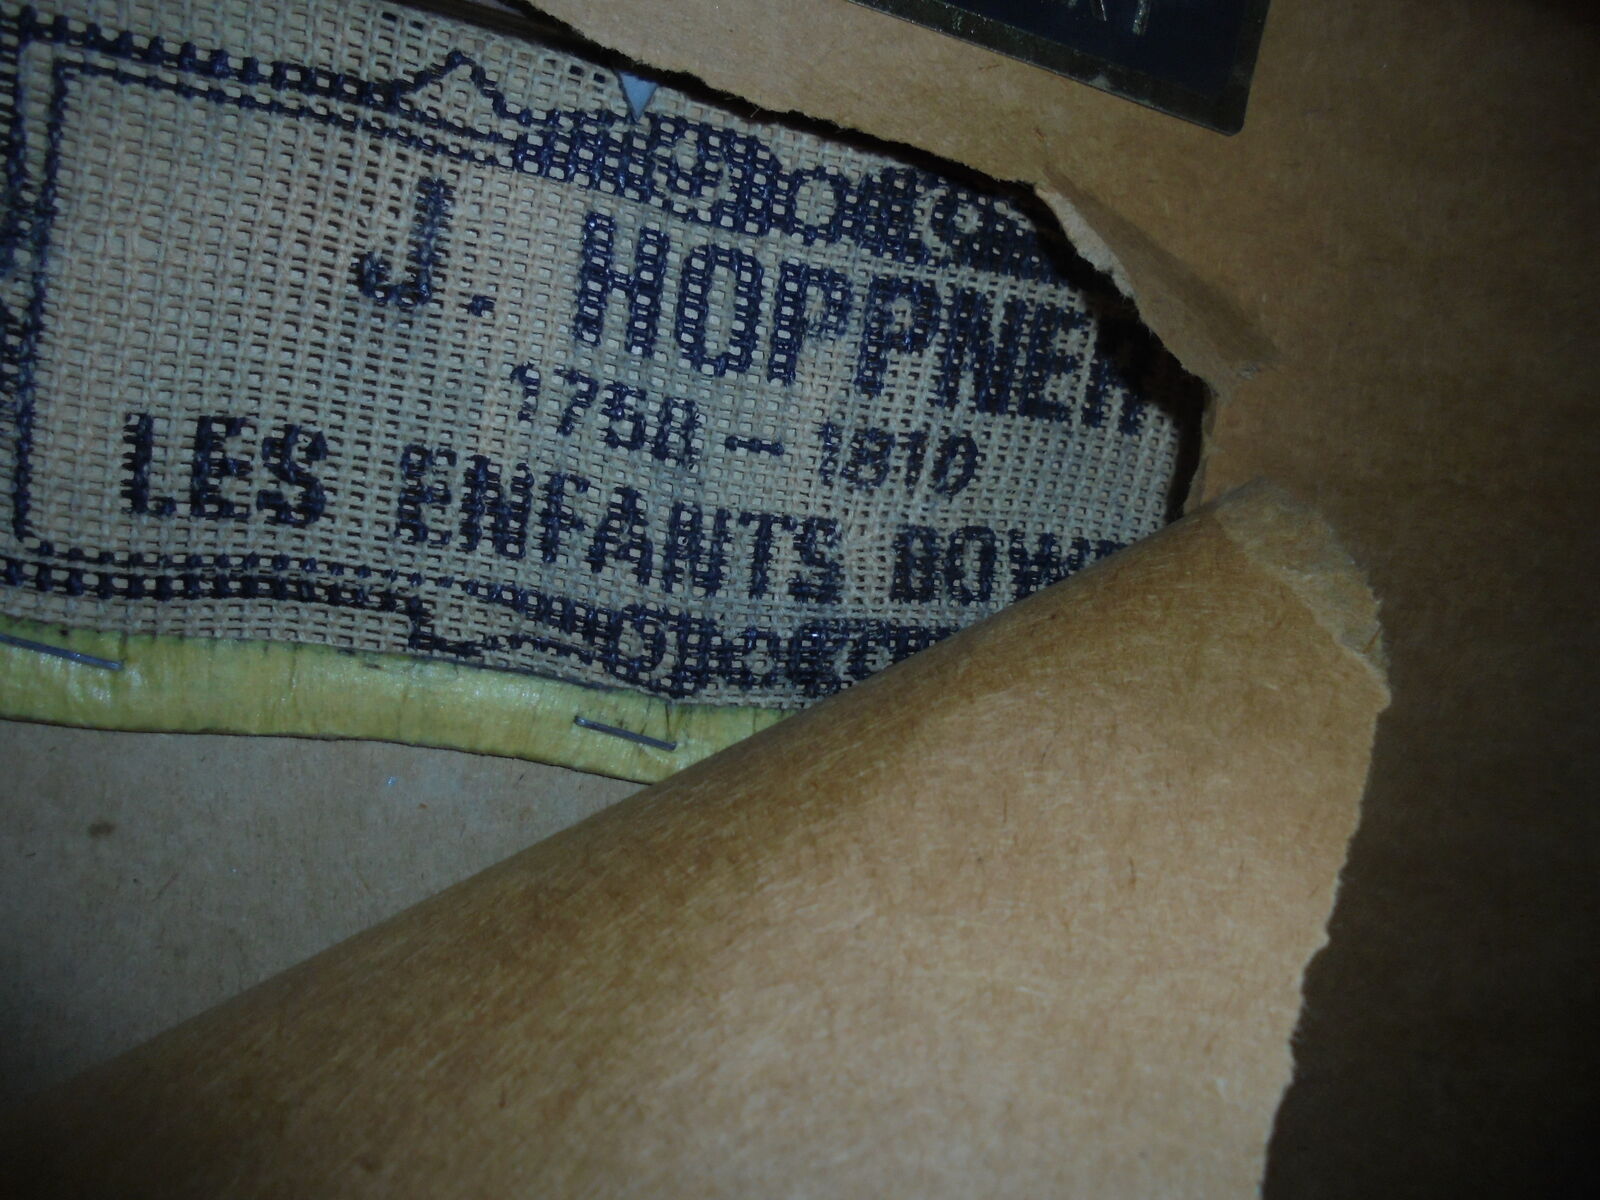 J. HOPPNER
1758 - 1810
LES ENFANTS